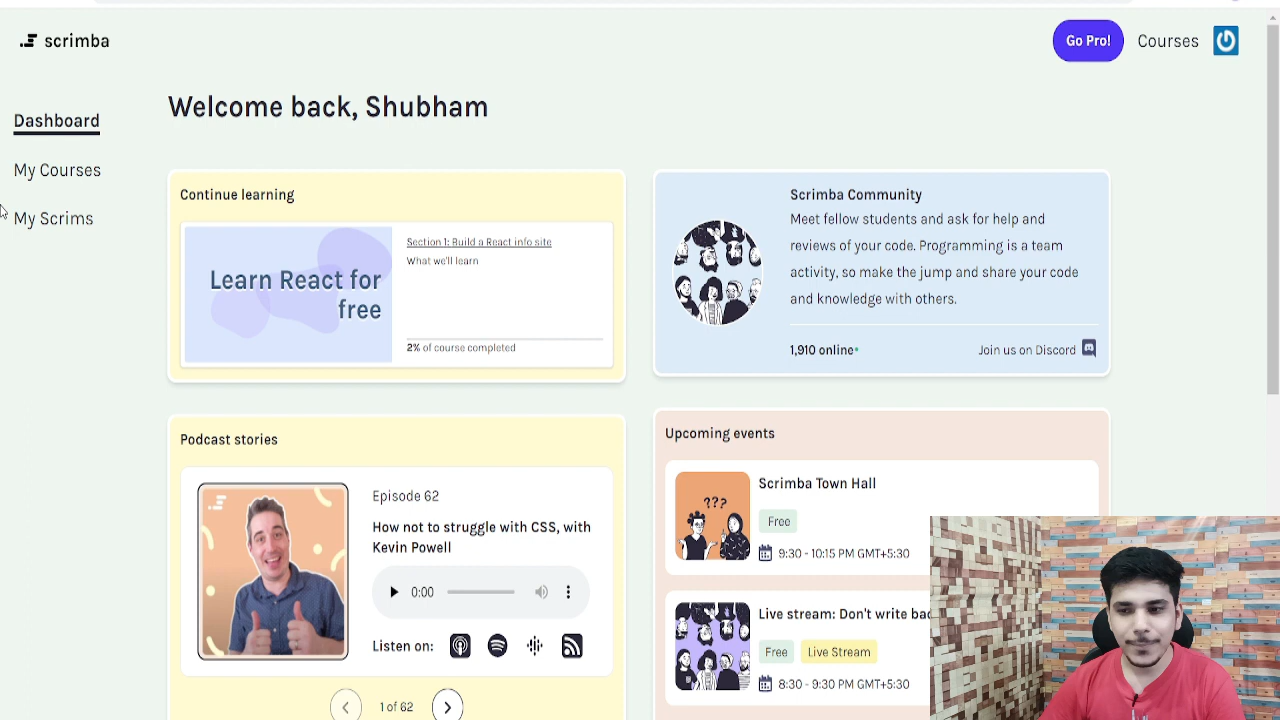 scrimba
Go Pro!
Courses
Dashboard
My Courses
My Scrims
Welcome back, Shubham
Continue learning
Learn React for
free
Section 1: Build a React info site
What we'll learn
2% of course completed
Scrimba Community
Meet fellow students and ask for help and
reviews of your code. Programming is a team
activity, so make the jump and share your code
and knowledge with others.
1,910 online
Join us on Discord
Podcast stories
Episode 62
How not to struggle with CSS, with
Kevin Powell
0:00
Listen on:
1 of 62
Upcoming events
???
Scrimba Town Hall
Free
9:30 - 10:15 PM GMT+5:30
Live stream: Don't write
Free
Live Stream
8:30 - 9:30 PM GMT+5:30